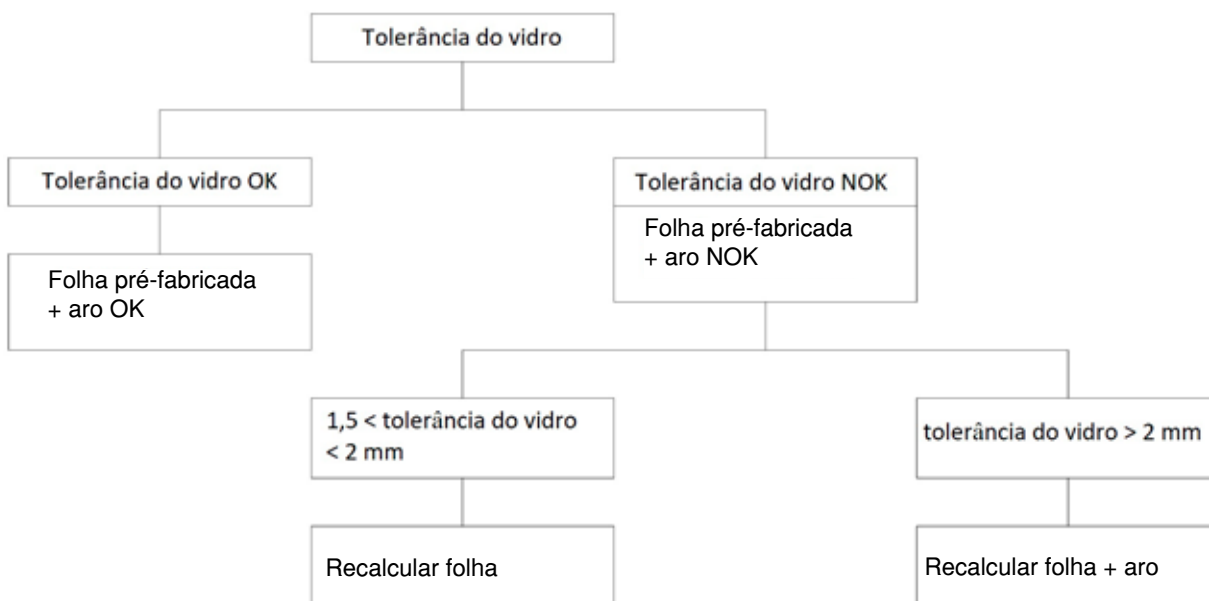 Tolerância do vidro
Tolerância do vidro OK
Tolerância do vidro NOK
Folha pré-fabricada
+ aro OK
Folha pré-fabricada
+ aro NOK
1,5 < tolerância do vidro
< 2 mm
tolerância do vidro > 2 mm
Recalcular folha
Recalcular folha + aro